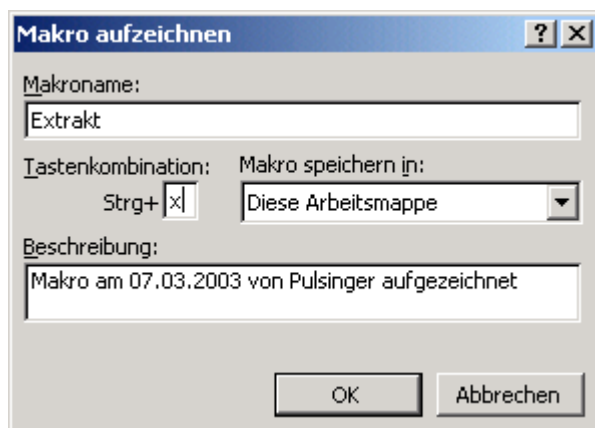 Makro aufzeichnen
Makroname:
Extrakt
Tastenkombination: Makro speichern in:
Strg+ x Diese Arbeitsmappe
Beschreibung:
Makro am 07.03.2003 von Pulsinger aufgezeichnet
OK Abbrechen